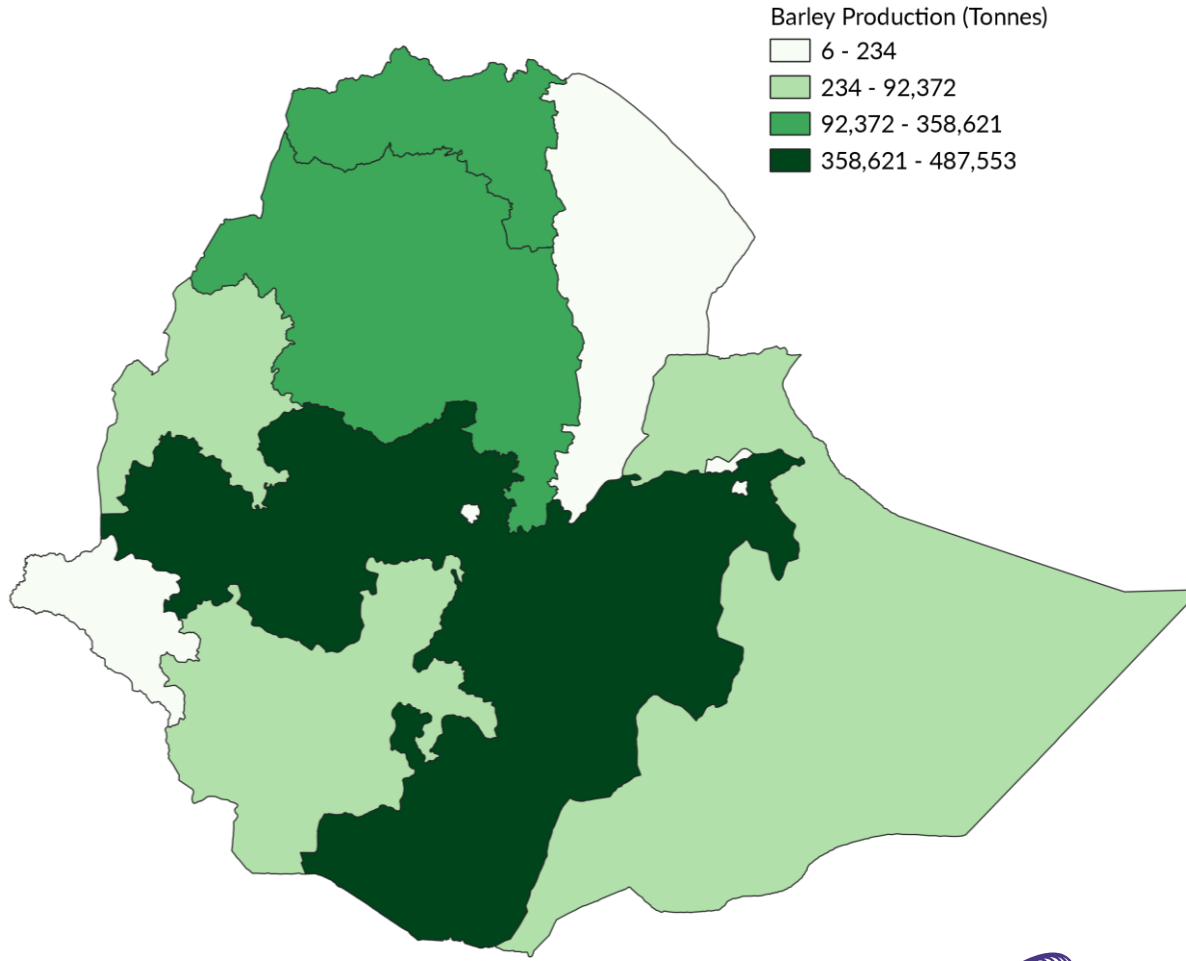 Barley Production (Tonnes)
6 - 234
234 - 92,372
92,372 - 358,621
358,621 - 487,553